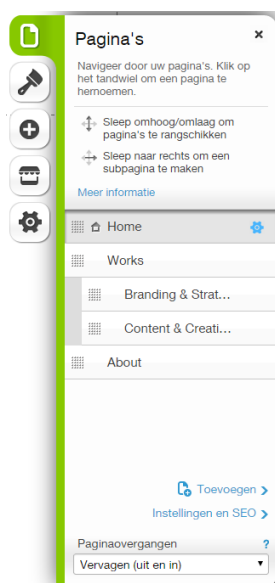 Pagina's
×
Navigeer door uw pagina's. Klik op
het tandwiel om een pagina te
hernoemen.
Sleep omhoog/omlaag om
pagina's te rangschikken
Sleep naar rechts om een
subpagina te maken
Meer informatie
Home
Works
Branding & Strat...
Content & Creati...
About
Toevoegen >
Instellingen en SEO >
Paginaovergangen ?
Vervagen (uit en in)